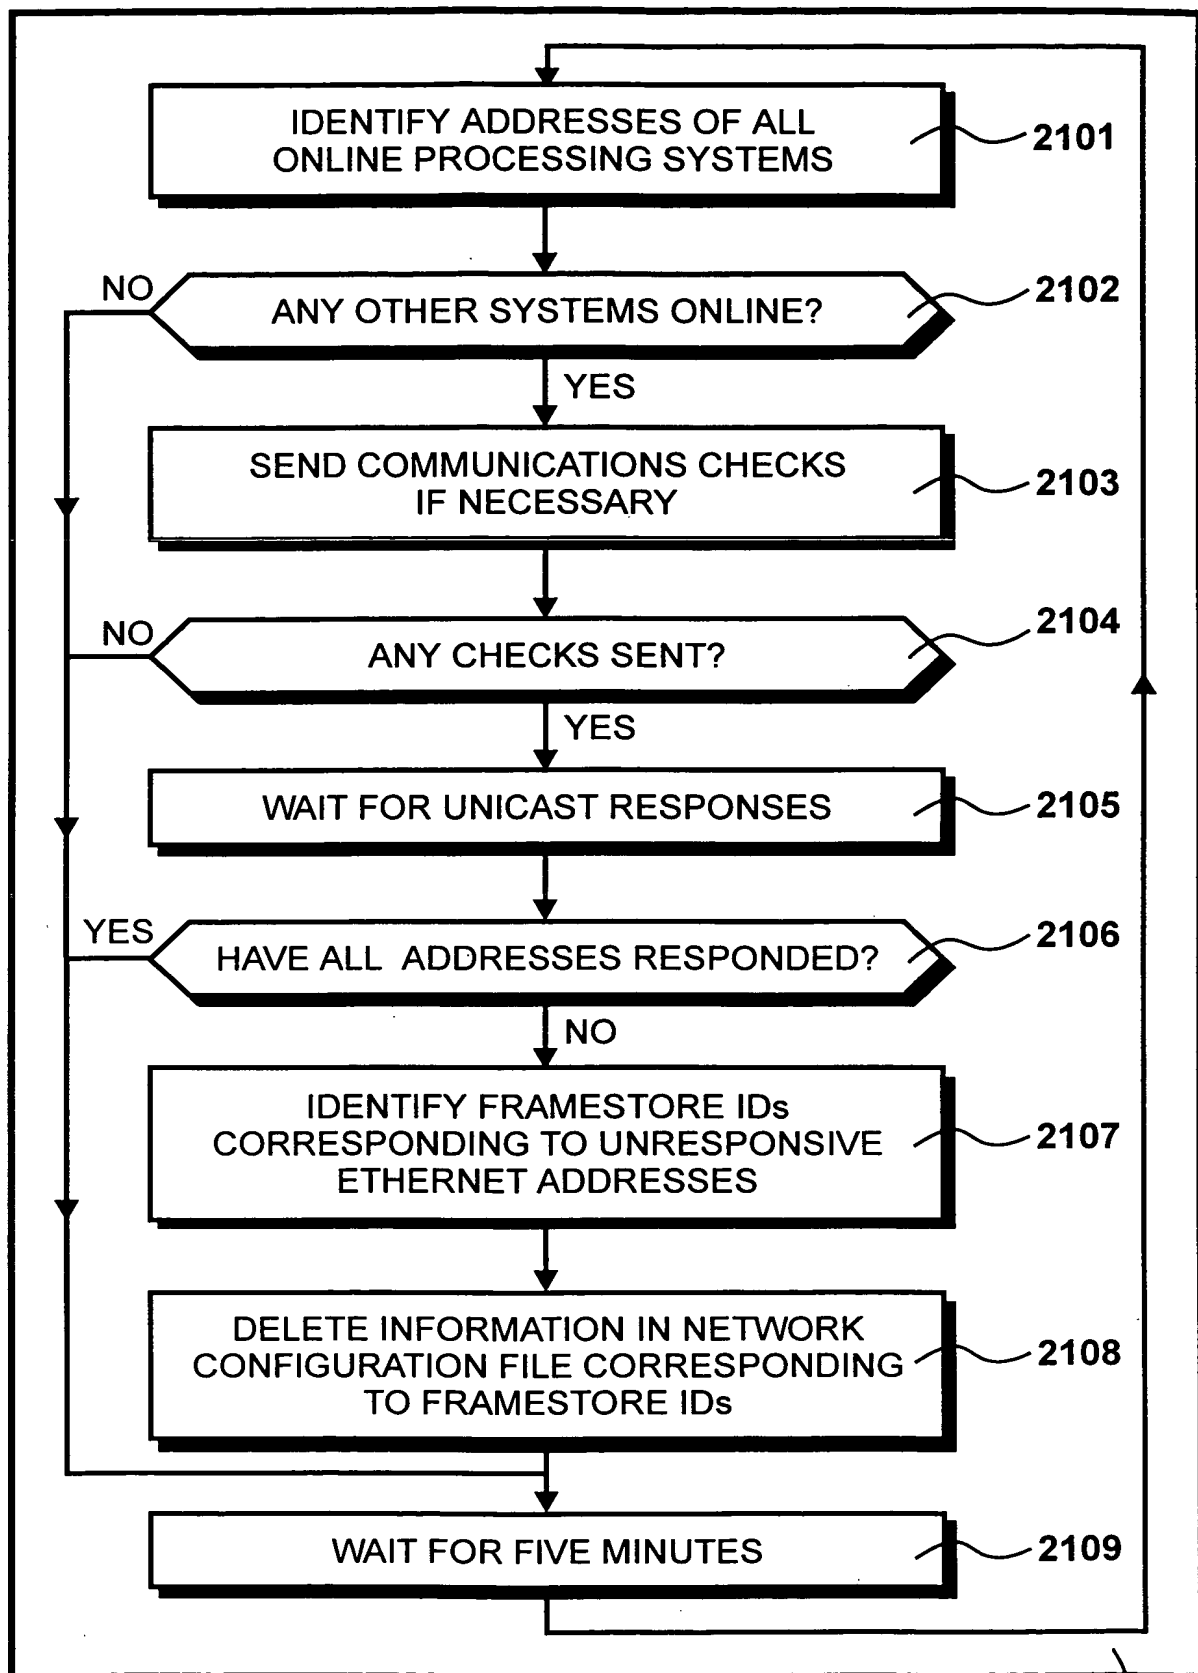 IDENTIFY ADDRESSES OF ALL
ONLINE PROCESSING SYSTEMS
2101
NO
ANY OTHER SYSTEMS ONLINE?
2102
YES
SEND COMMUNICATIONS CHECKS
IF NECESSARY
2103
NO
ANY CHECKS SENT?
2104
YES
WAIT FOR UNICAST RESPONSES
2105
YES
HAVE ALL ADDRESSES RESPONDED?
2106
NO
IDENTIFY FRAMESTORE IDs
CORRESPONDING TO UNRESPONSIVE
ETHERNET ADDRESSES
2107
DELETE INFORMATION IN NETWORK
CONFIGURATION FILE CORRESPONDING
TO FRAMESTORE IDs
2108
WAIT FOR FIVE MINUTES
2109